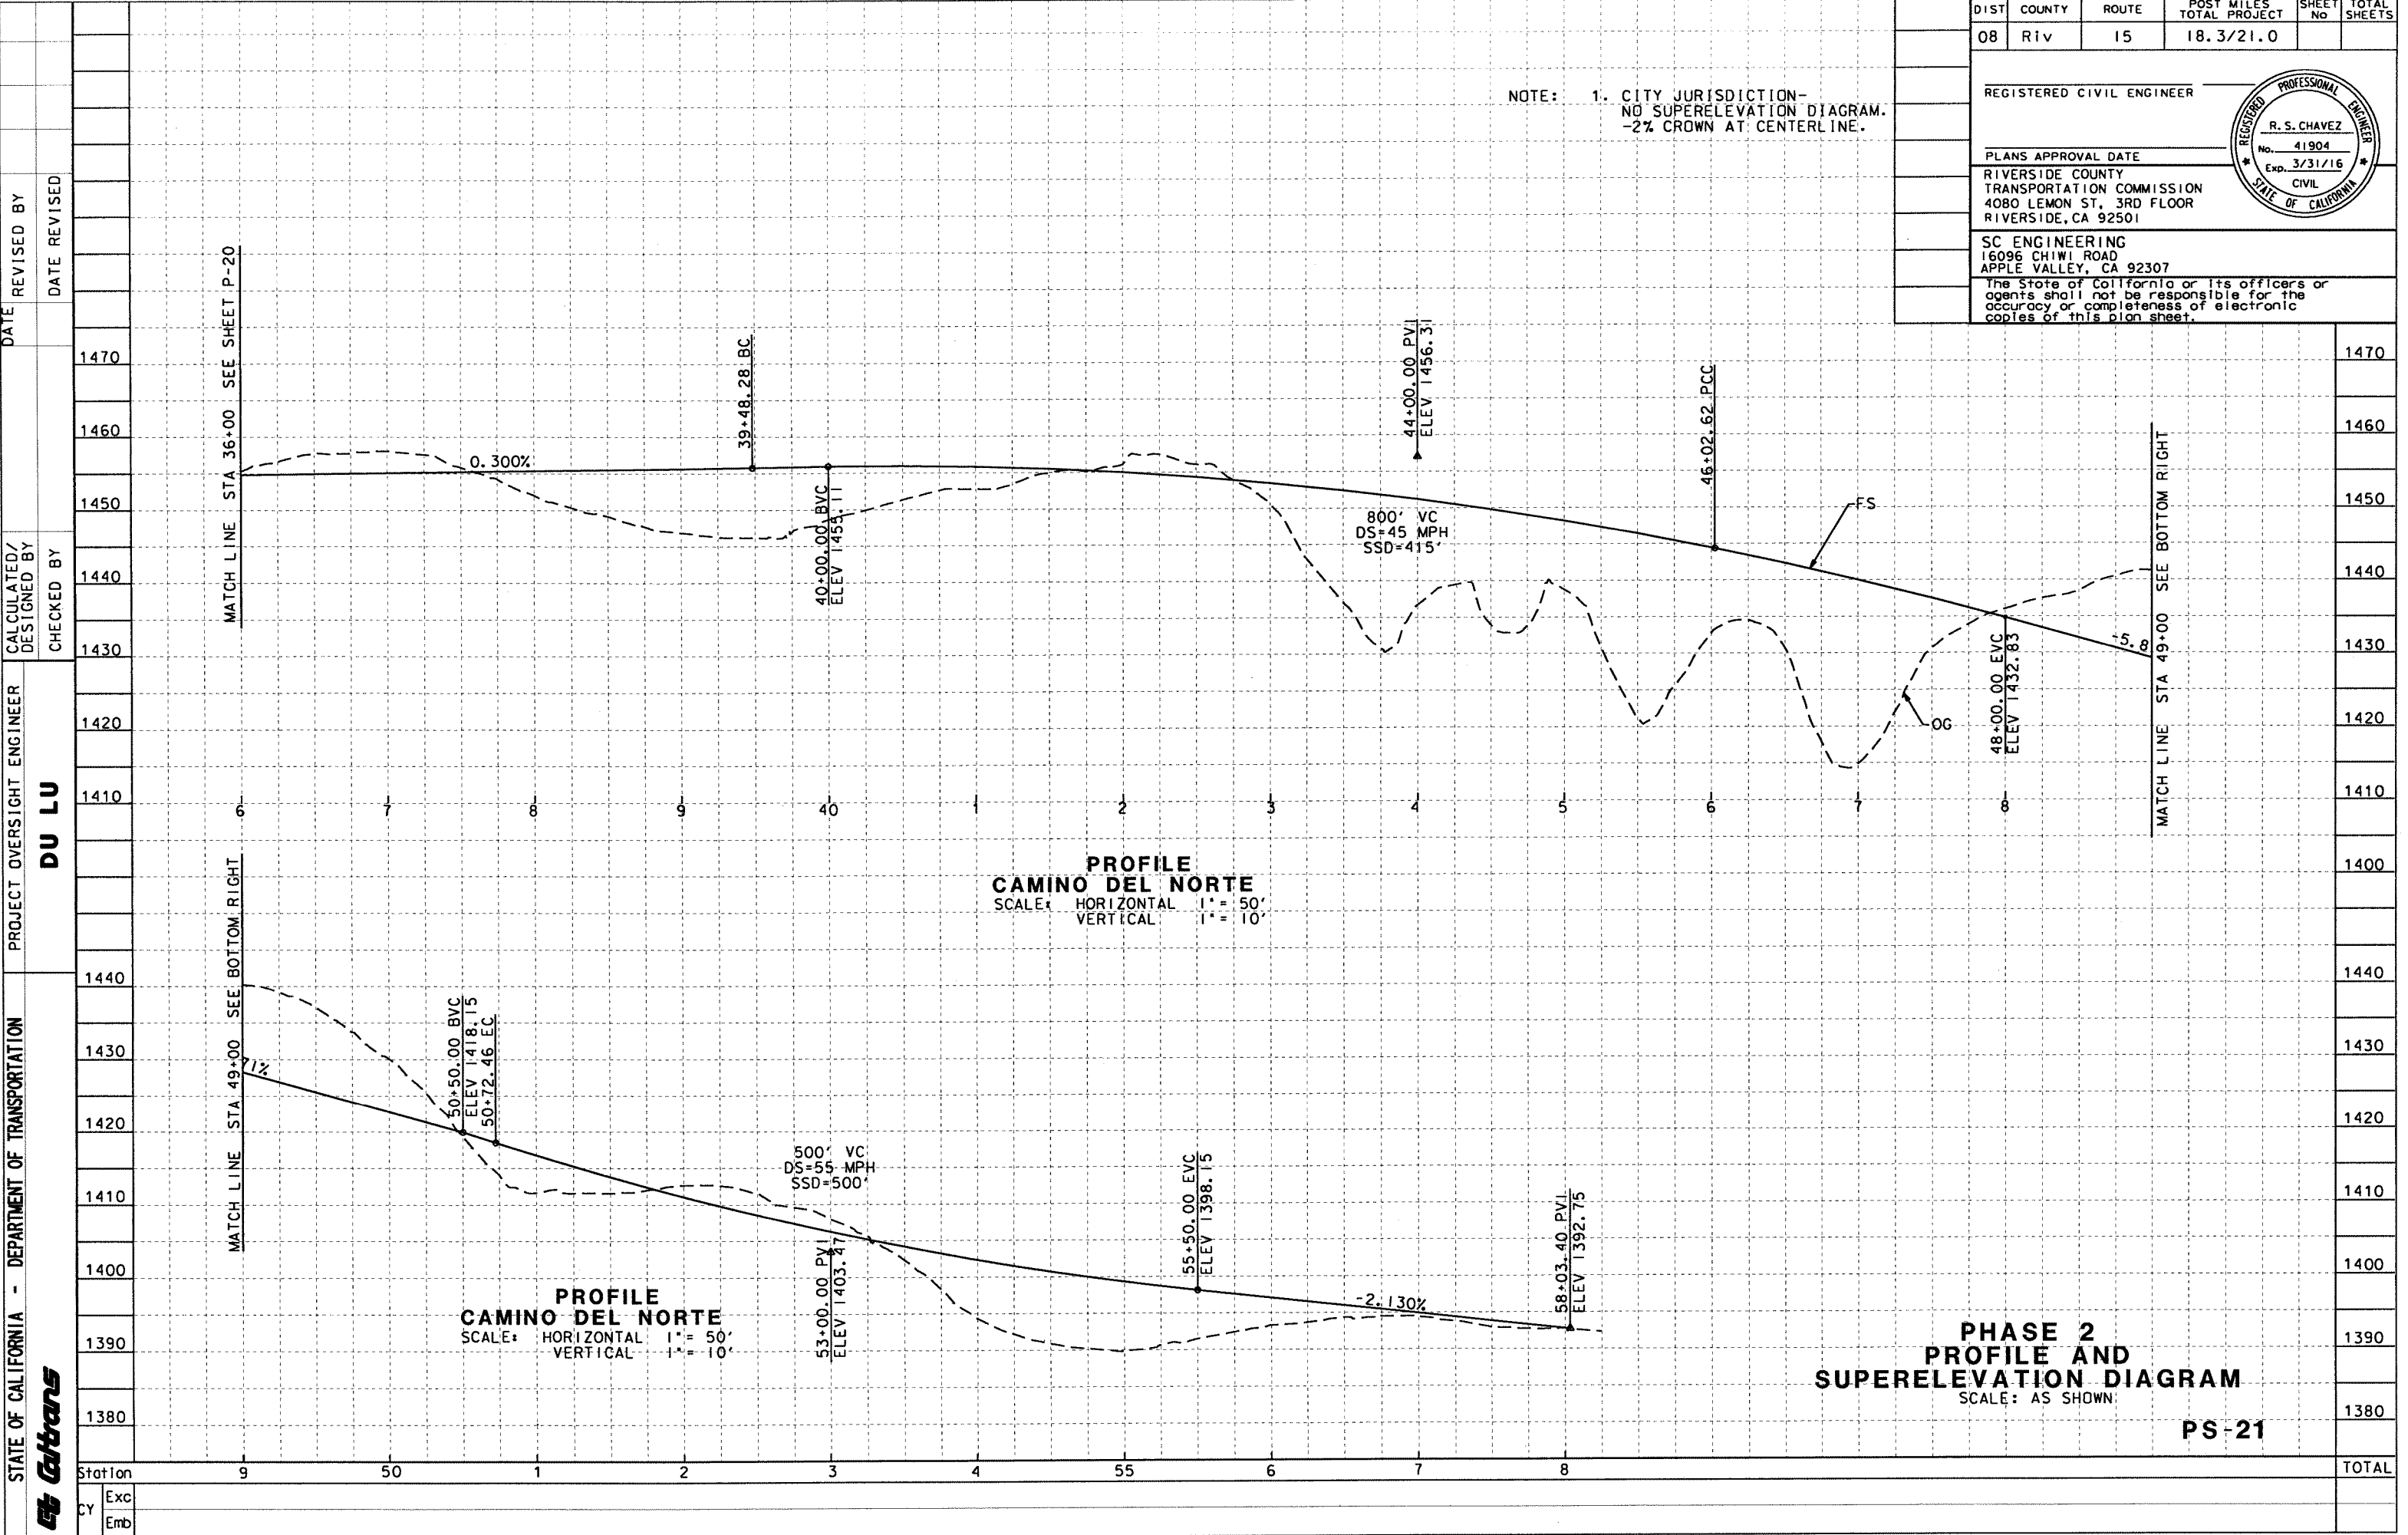 DIST COUNTY ROUTE POST MILES TOTAL PROJECT SHEET No TOTAL SHEETS
08 Riv 15 18.3/21.0
REGISTERED CIVIL ENGINEER
PLANS APPROVAL DATE
REGISTERED PROFESSIONAL ENGINEER
R. S. CHAVEZ
No. 41904
Exp. 3/31/16
CIVIL
STATE OF CALIFORNIA
RIVERSIDE COUNTY
TRANSPORTATION COMMISSION
4080 LEMON ST, 3RD FLOOR
RIVERSIDE, CA 92501
SC ENGINEERING
16096 CHIWI ROAD
APPLE VALLEY, CA 92307
The State of California or its officers or
agents shall not be responsible for the
accuracy or completeness of electronic
copies of this plan sheet.
NOTE: 1. CITY JURISDICTION-
NO SUPERELEVATION DIAGRAM.
-2% CROWN AT CENTERLINE.
DATE
REVISED BY
DATE REVISED
CALCULATED/
DESIGNED BY
CHECKED BY
PROJECT OVERSIGHT ENGINEER
DU LU
STATE OF CALIFORNIA - DEPARTMENT OF TRANSPORTATION
Caltrans
1470
1460
1450
1440
1430
1420
1410
MATCH LINE STA 36+00 SEE SHEET P-20
0.300%
39+48.28 BC
40+00.00 BVC
ELEV 1455.11
44+00.00 PVI
ELEV 1456.31
800' VC
DS=45 MPH
SSD=415'
46+02.62 PCC
FS
OG
48+00.00 EVC
ELEV 1432.83
-5.8
MATCH LINE STA 49+00 SEE BOTTOM RIGHT
1470
1460
1450
1440
1430
1420
1410
1400
6 7 8 9 40 1 2 3 4 5 6 7 8
PROFILE
CAMINO DEL NORTE
SCALE: HORIZONTAL 1"= 50'
VERTICAL 1"= 10'
1440
1430
1420
1410
1400
1390
1380
MATCH LINE STA 49+00 SEE BOTTOM RIGHT
71%
50+50.00 BVC
ELEV 1418.15
50+72.46 EC
500' VC
DS=55 MPH
SSD=500'
53+00.00 PVI
ELEV 1403.47
55+50.00 EVC
ELEV 1398.15
-2.130%
58+03.40 PVI
ELEV 1392.75
1440
1430
1420
1410
1400
1390
1380
PROFILE
CAMINO DEL NORTE
SCALE: HORIZONTAL 1"= 50'
VERTICAL 1"= 10'
PHASE 2
PROFILE AND
SUPERELEVATION DIAGRAM
SCALE: AS SHOWN
PS-21
Station 9 50 1 2 3 4 55 6 7 8 TOTAL
CY
Exc
Emb